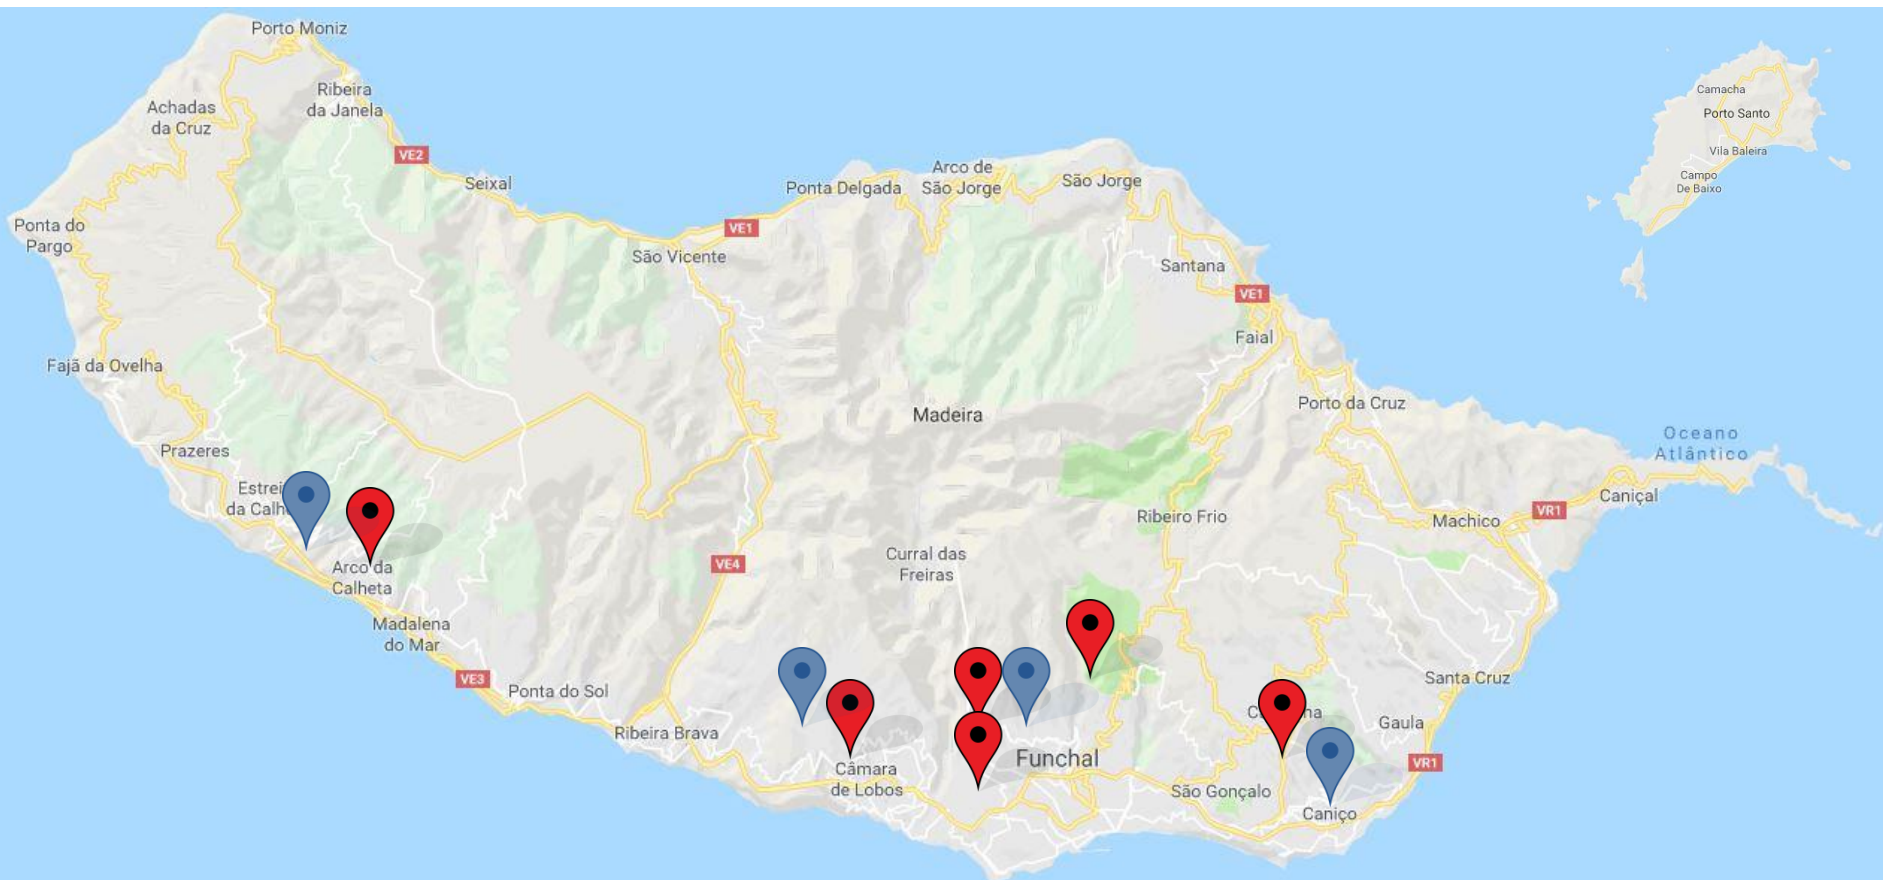 Porto Moniz
Ribeira
da Janela
Achadas
da Cruz
VE2
Seixal
Ponta do
Pargo
Ponta Delgada
Arco de
São Jorge
São Jorge
VE1
São Vicente
Santana
VE1
Faial
Fajã da Ovelha
Madeira
Porto da Cruz
Prazeres
Oceano
Atlântico
Caniçal
VR1
Machico
Ribeiro Frio
Curral das
Freiras
VE4
Arco da
Calheta
Madalena
do Mar
VE3
Ponta do Sol
Ribeira Brava
Santa Cruz
Gaula
VR1
Funchal
Câmara
de Lobos
São Gonçalo
Caniço
Camacha
Porto Santo
Vila Baleira
Campo
De Baixo